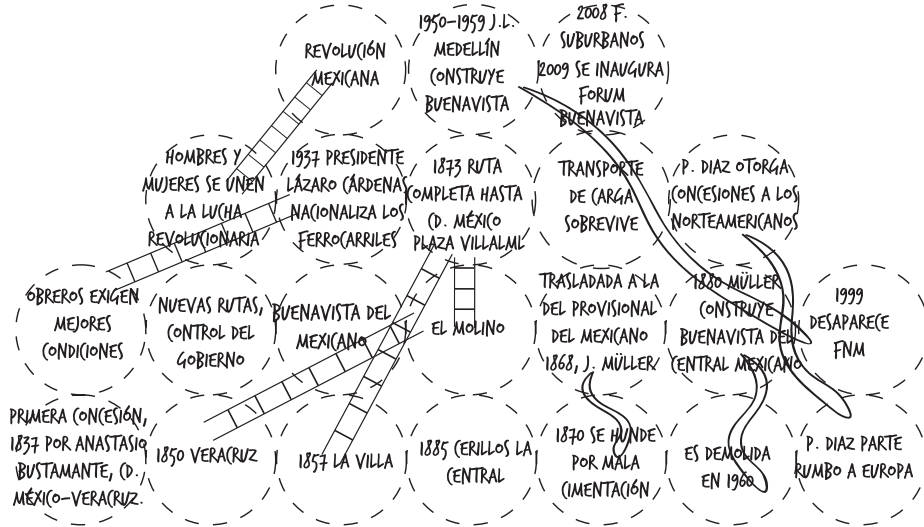 REVOLUCIÓN
MEXICANA
1950-1959 J.L.
MEDELLÍN
CONSTRUYE
BUENAVISTA
2008 F.
SUBURBANOS
2009 SE INAUGURA
FORUM
BUENAVISTA
HOMBRES Y
MUJERES SE UNEN
A LA LUCHA
REVOLUCIONARIA
1937 PRESIDENTE
LÁZARO CÁRDENAS
NACIONALIZA LOS
FERROCARRILES
1873 RUTA
COMPLETA HASTA
CD. MÉXICO
PLAZA VILLALML
TRANSPORTE
DE CARGA
SOBREVIVE
P. DIAZ OTORGA
CONCESIONES A LOS
NORTEAMERICANOS
OBREROS EXIGEN
MEJORES
CONDICIONES
NUEVAS RUTAS,
CONTROL DEL
GOBIERNO
BUENAVISTA DEL
MEXICANO
EL MOLINO
TRASLADADA A LA
DEL PROVISIONAL
DEL MEXICANO
1868, J. MÜLLER
1880 MÜLLER
CONSTRUYE
BUENAVISTA DEL
CENTRAL MEXICANO
1999
DESAPARECE
FNM
PRIMERA CONCESIÓN,
1837 POR ANASTASIO
BUSTAMANTE, CD.
MÉXICO-VERACRUZ.
1850 VERACRUZ
1857 LA VILLA
1885 CERILLOS LA
CENTRAL
1870 SE HUNDE
POR MALA
CIMENTACIÓN
ES DEMOLIDA
EN 1960
P. DIAZ PARTE
RUMBO A EUROPA